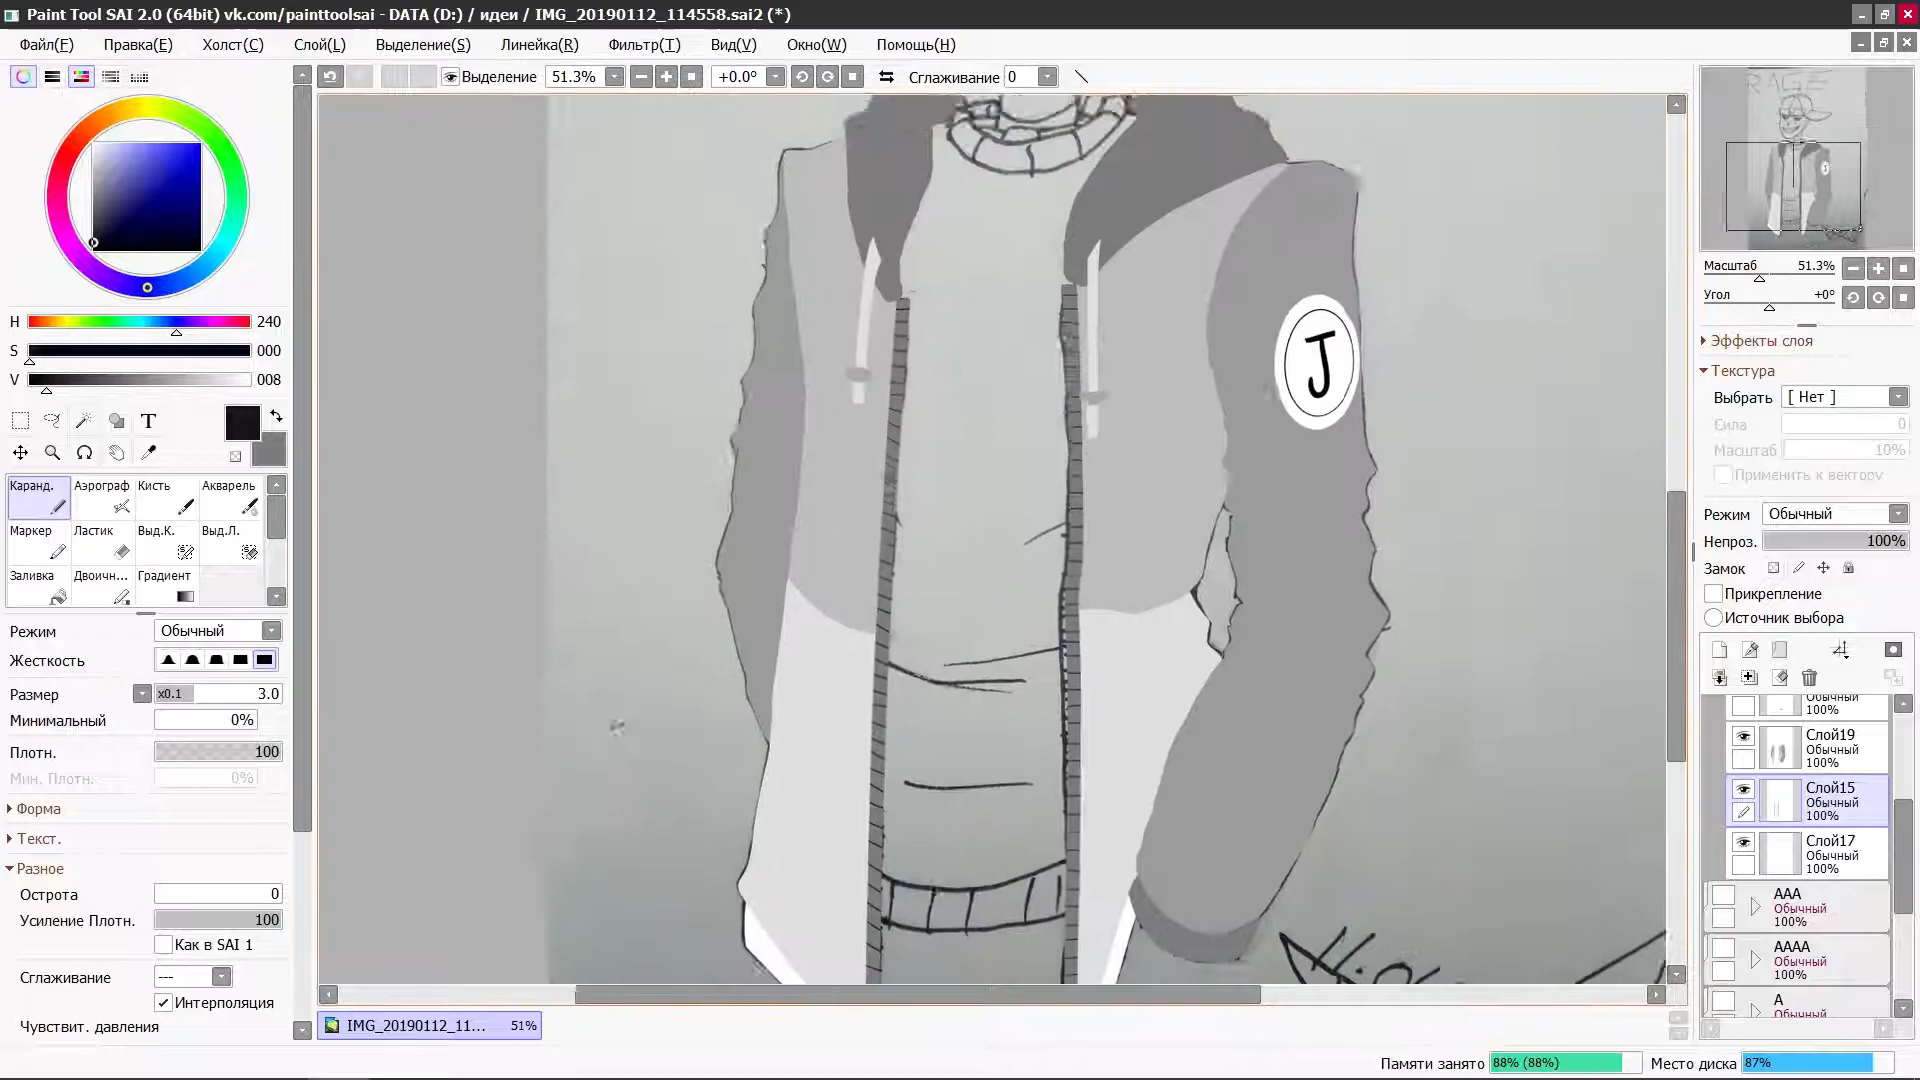 Paint Tool SAI 2.0 (64bit) vk.com/painttoolsai - DATA (D:) / идеи / IMG_20190112_114558.sai2 (*)
Файл(F) Правка(E) Холст(C) Слой(L) Выделение(S) Линейка(R) Фильтр(T) Вид(V) Окно(W) Помощь(H)
Выделение 51.3% +0.0° Сглаживание 0
H 240
S 000
V 008
T
Каранд. Аэрограф Кисть Акварель
Маркер Ластик Выд.К. Выд.Л.
Заливка Двоичн... Градиент
Режим Обычный
Жесткость
Размер x0.1 3.0
Минимальный 0%
Плотн. 100
Мин. Плотн. 0%
Форма
Текст.
Разное
Острота 0
Усиление Плотн. 100
Как в SAI 1
Сглаживание ---
Интерполяция
Чувствит. давления
J
IMG_20190112_11... 51%
RAGE
Масштаб 51.3%
Угол +0°
Эффекты слоя
Текстура
Выбрать [ Нет ]
Сила 0
Масштаб 10%
Применить к вектору
Режим Обычный
Непроз. 100%
Замок
Прикрепление
Источник выбора
Обычный
100%
Слой19
Обычный
100%
Слой15
Обычный
100%
Слой17
Обычный
100%
AAA
Обычный
100%
AAAA
Обычный
100%
A
Обычный
Памяти занято 88% (88%) Место диска 87%